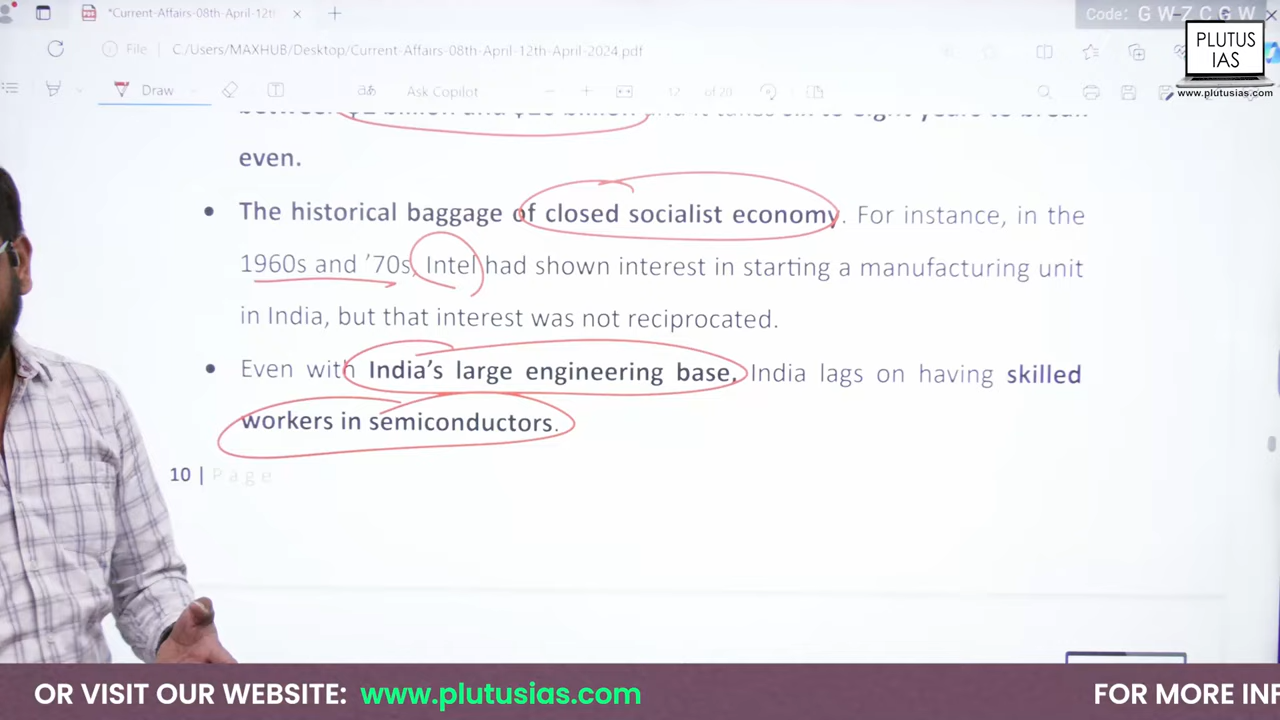 *Current-Affairs-08th-April-12th
Code: G W Z C G W
File
C:/Users/MAXHUB/Desktop/Current-Affairs-08th-April-12th-April-2024.pdf
PLUTUS
IAS
www.plutusias.com
Draw
Ask Copilot
12 of 20
even.
• The historical baggage of closed socialist economy. For instance, in the
1960s and ’70s, Intel had shown interest in starting a manufacturing unit
in India, but that interest was not reciprocated.
• Even with India’s large engineering base, India lags on having skilled
workers in semiconductors.
10 | Page
OR VISIT OUR WEBSITE: www.plutusias.com
FOR MORE INF